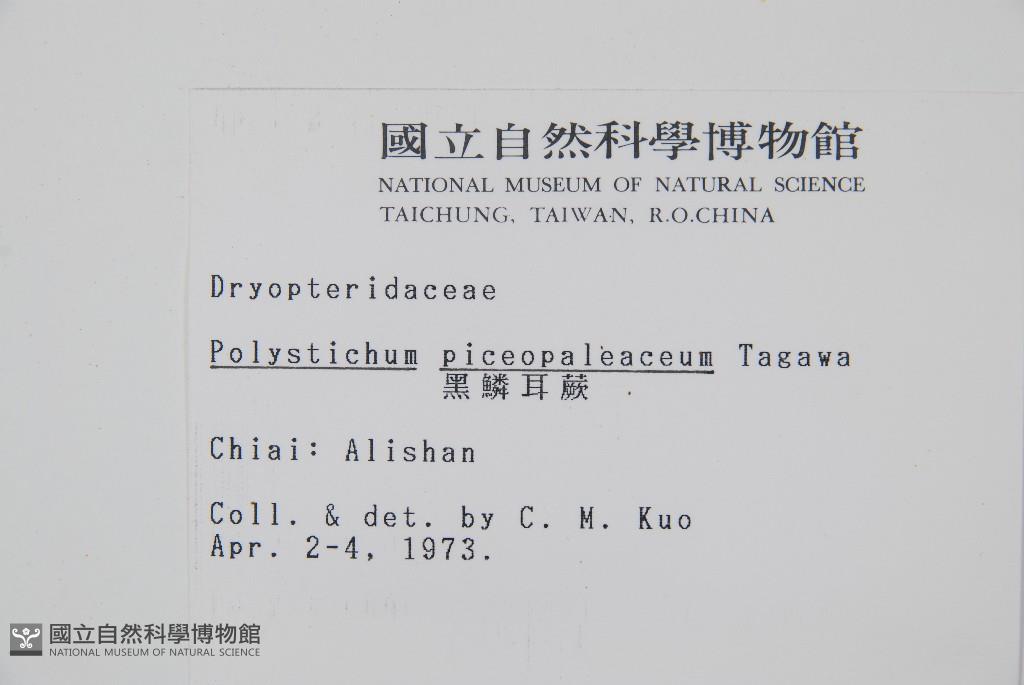 國立自然科學博物館
NATIONAL MUSEUM OF NATURAL SCIENCE
TAICHUNG, TAIWAN, R.O.CHINA
Dryopteridaceae
Polystichum piceopaleaceum Tagawa
黑鱗耳蕨
Chiai: Alishan
Coll. & det. by C. M. Kuo
Apr. 2-4, 1973.
國立自然科學博物館
NATIONAL MUSEUM OF NATURAL SCIENCE